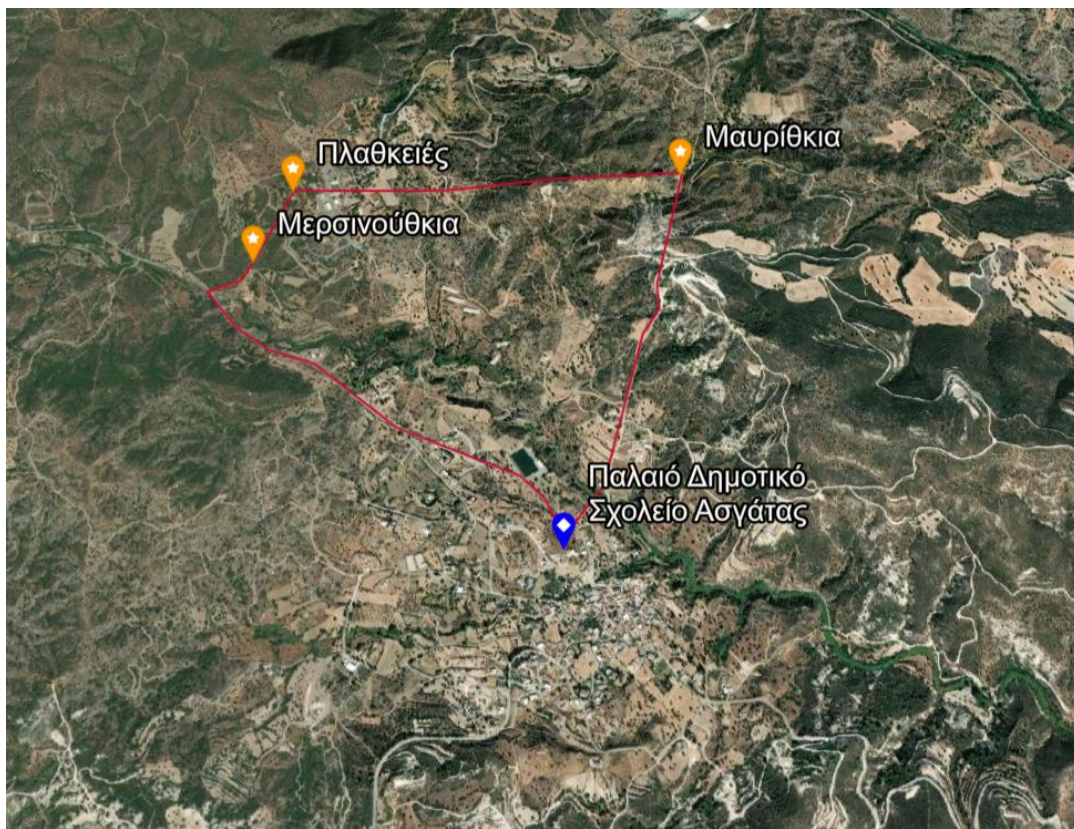 Πλαθκειές
Μαυρίθκια
Μερσινούθκια
Παλαιό Δημοτικό
Σχολείο Ασγάτας